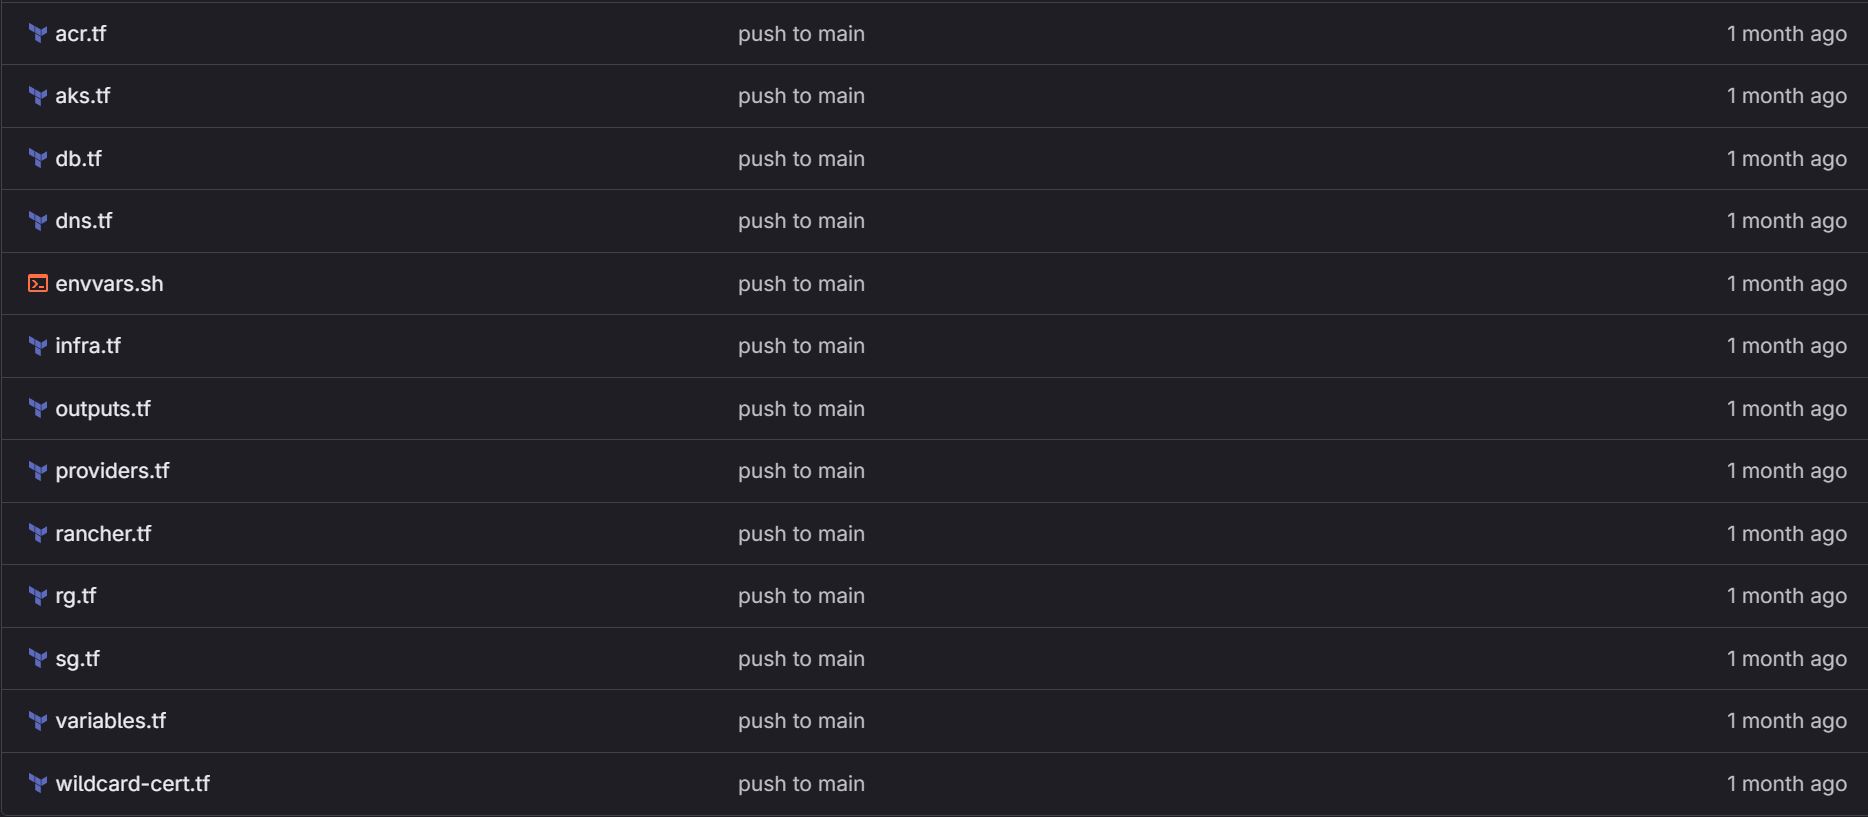 acr.tf push to main 1 month ago
aks.tf push to main 1 month ago
db.tf push to main 1 month ago
dns.tf push to main 1 month ago
envvars.sh push to main 1 month ago
infra.tf push to main 1 month ago
outputs.tf push to main 1 month ago
providers.tf push to main 1 month ago
rancher.tf push to main 1 month ago
rg.tf push to main 1 month ago
sg.tf push to main 1 month ago
variables.tf push to main 1 month ago
wildcard-cert.tf push to main 1 month ago